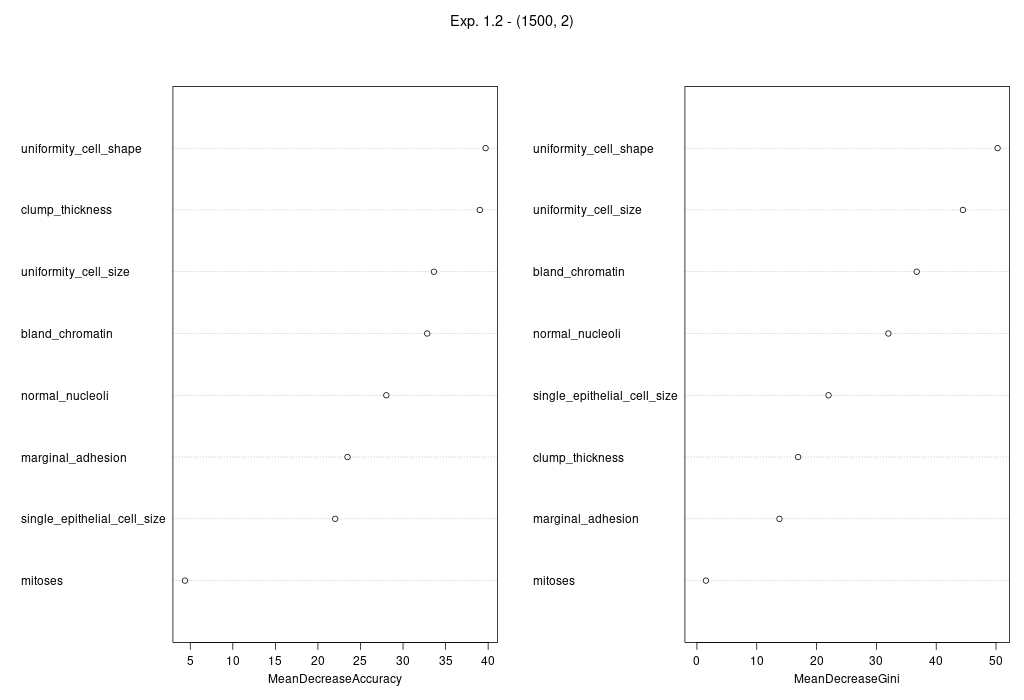 Exp. 1.2 - (1500, 2)
uniformity_cell_shape
clump_thickness
uniformity_cell_size
bland_chromatin
normal_nucleoli
marginal_adhesion
single_epithelial_cell_size
mitoses
5 10 15 20 25 30 35 40
MeanDecreaseAccuracy
uniformity_cell_shape
uniformity_cell_size
bland_chromatin
normal_nucleoli
single_epithelial_cell_size
clump_thickness
marginal_adhesion
mitoses
0 10 20 30 40 50
MeanDecreaseGini